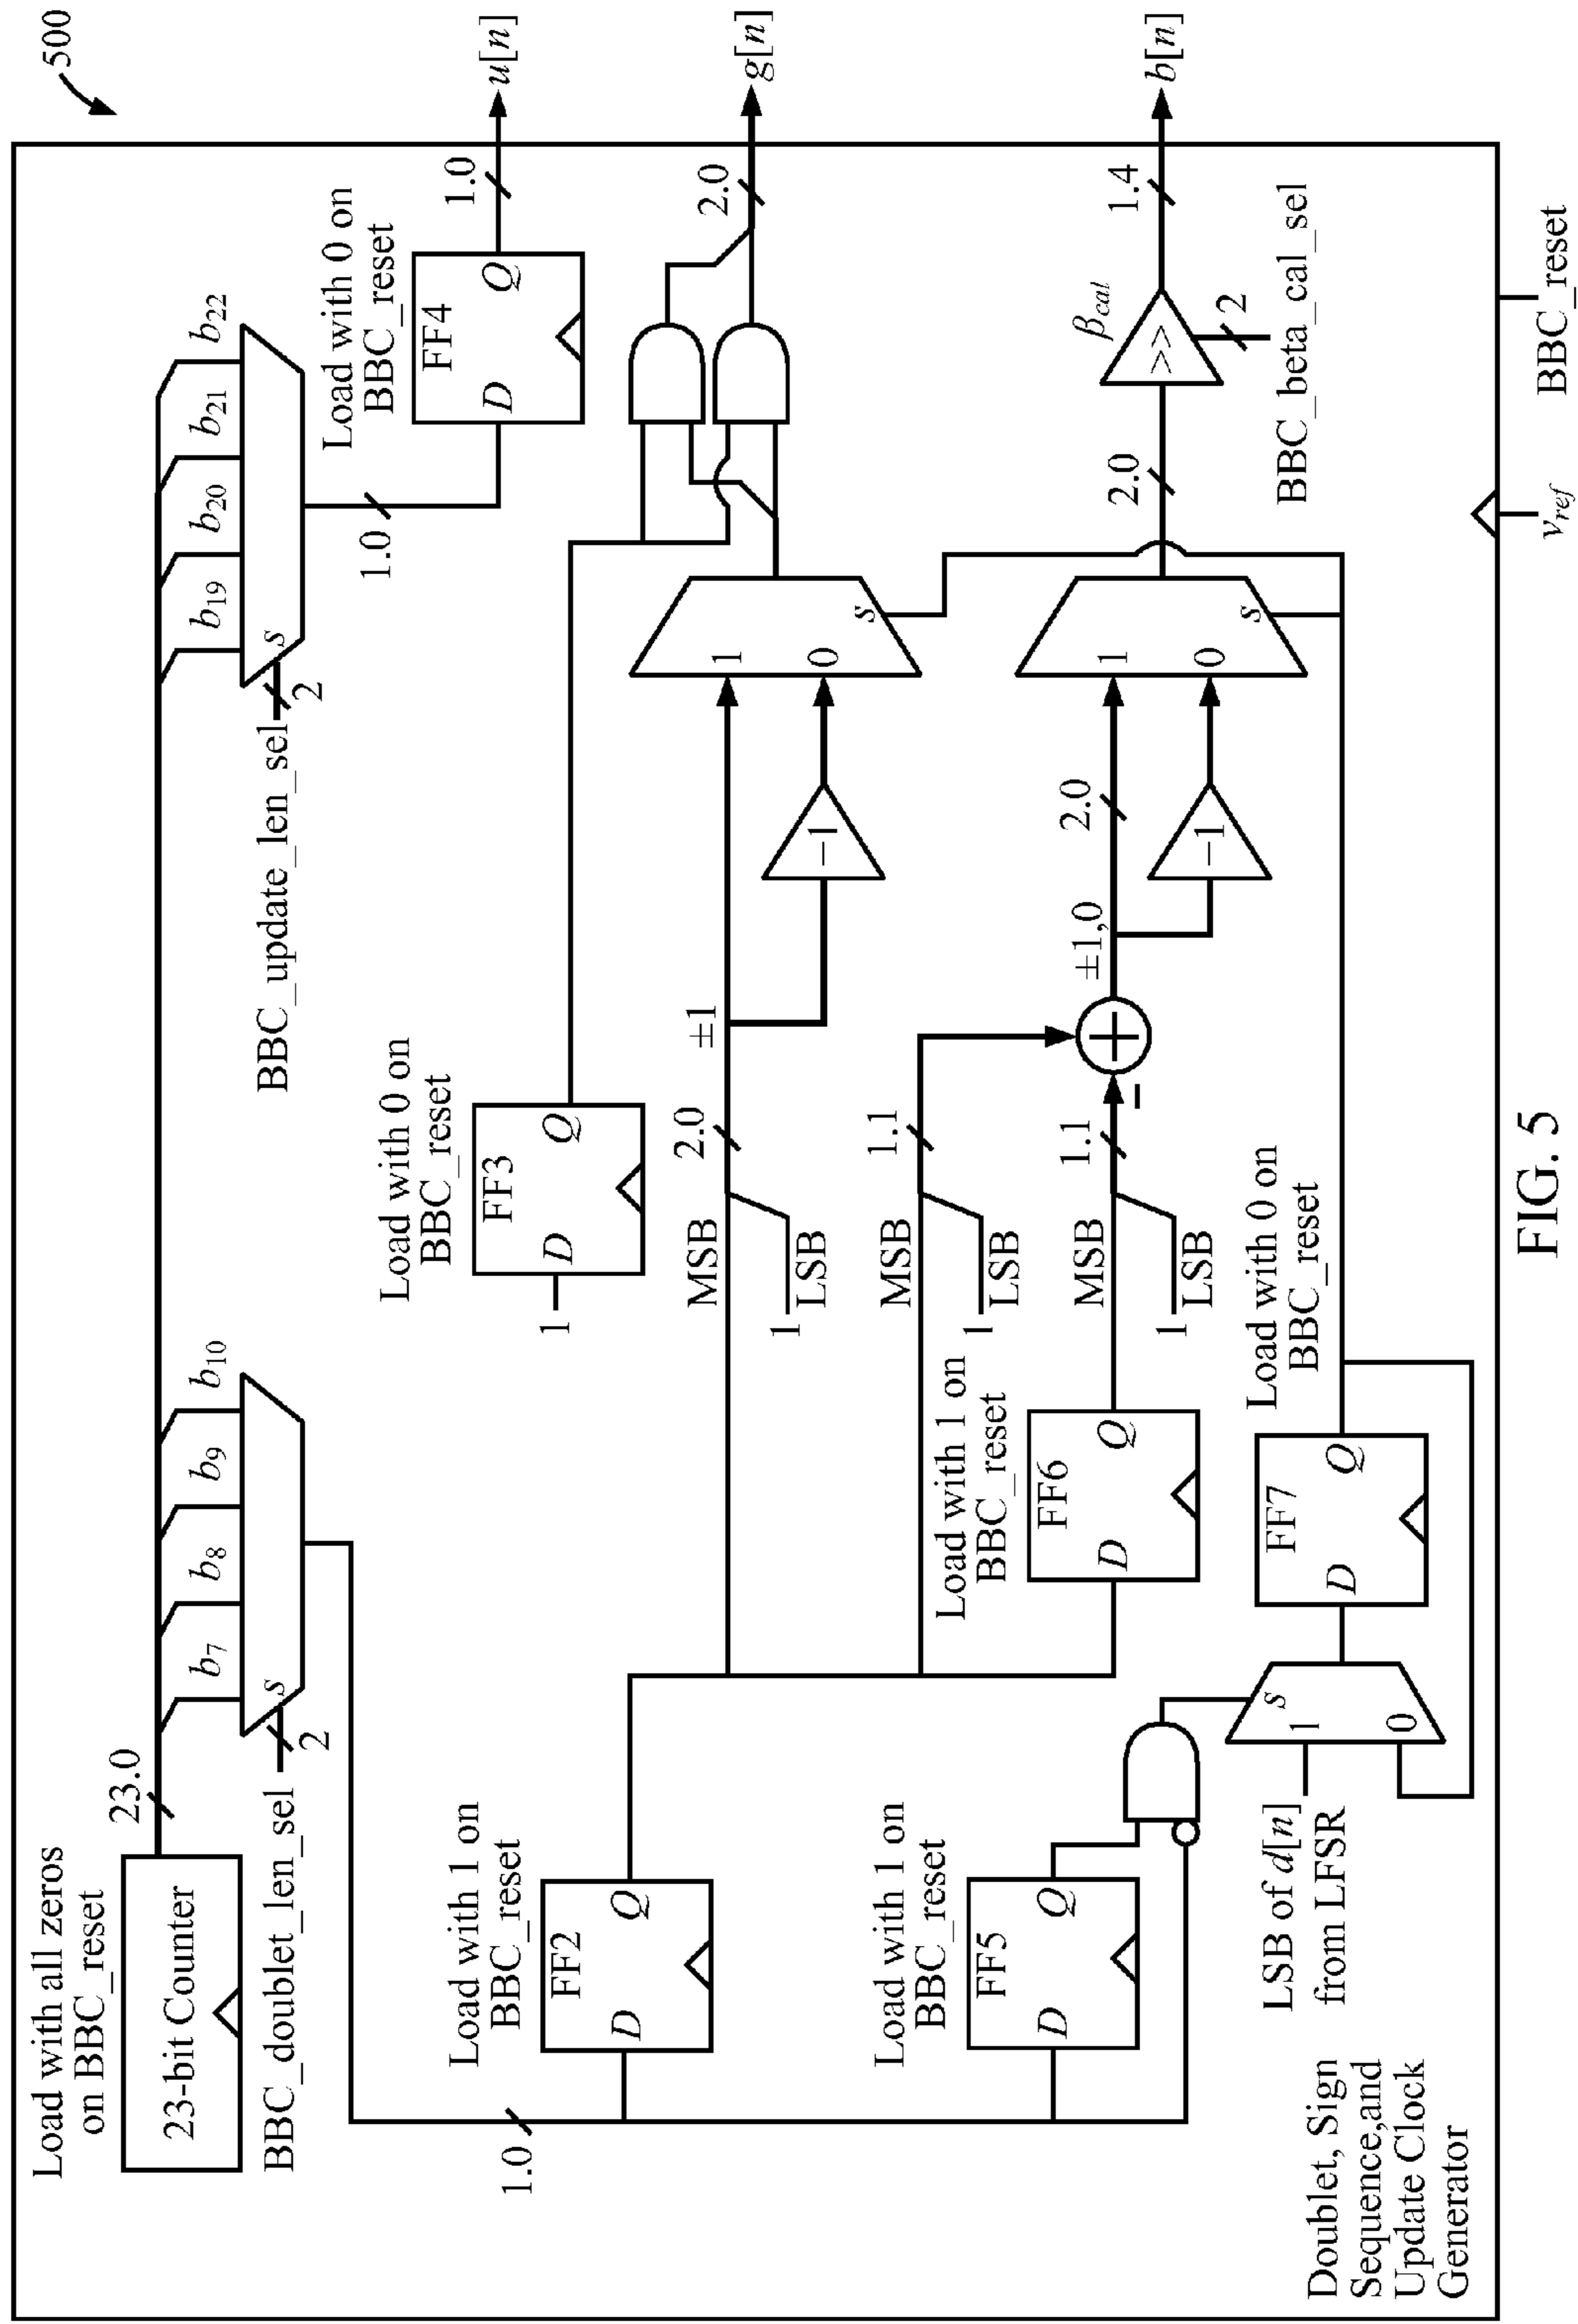 500
Load with all zeros
on BBC_reset
23-bit Counter
23.0
b7
b8
b9
b10
s
2
BBC_doublet_len_sel
b19
b20
b21
b22
s
2
BBC_update_len_sel
1.0
Load with 0 on
BBC_reset
FF4
D
Q
1.0
u[n]
1.0
Load with 1 on
BBC_reset
FF2
D
Q
Load with 0 on
BBC_reset
FF3
1
D
Q
MSB
1
LSB
2.0
±1
−1
1
0
s
2.0
g[n]
MSB
1
LSB
1.1
Load with 1 on
BBC_reset
FF5
D
Q
Load with 1 on
BBC_reset
FF6
D
Q
MSB
1
LSB
1.1
−
+
±1,0
2.0
−1
1
0
s
2.0
βcal
>>
2
BBC_beta_cal_sel
1.4
b[n]
LSB of d[n]
from LFSR
s
1
0
Load with 0 on
BBC_reset
FF7
D
Q
Doublet, Sign
Sequence,and
Update Clock
Generator
vref
BBC_reset
FIG. 5